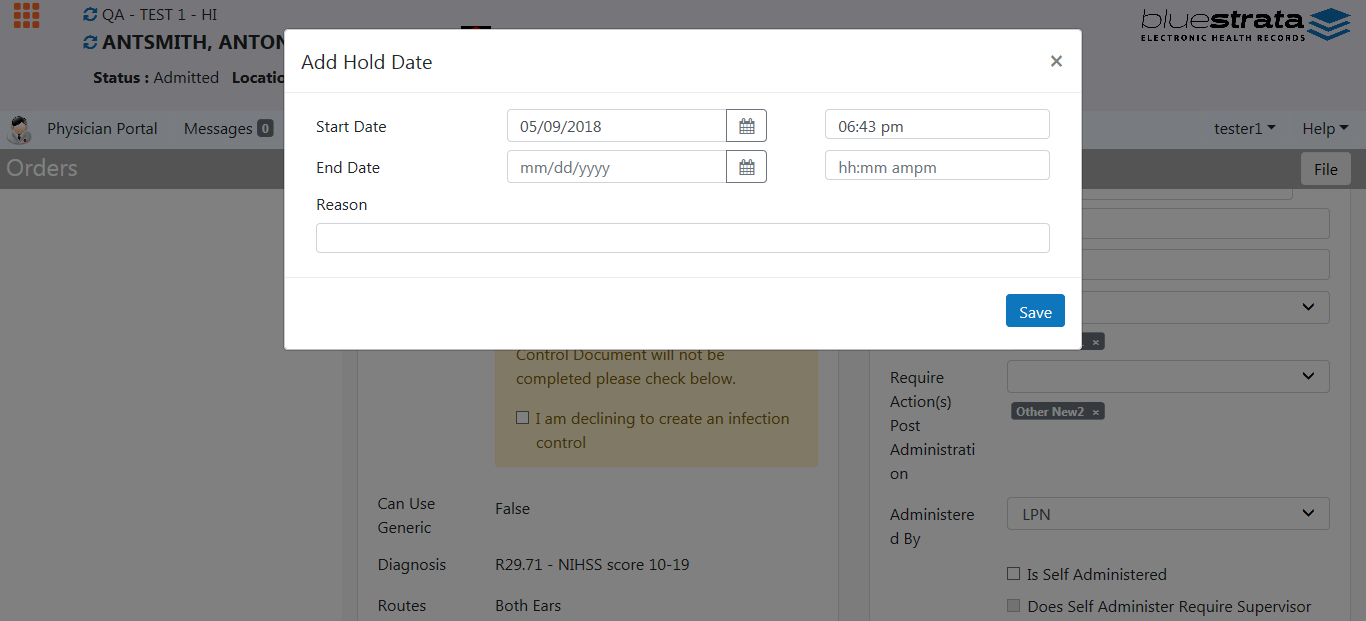 QA - TEST 1 - HI
ANTSMITH, ANTON
Status : Admitted Locatio
bluestrata
ELECTRONIC HEALTH RECORDS
Add Hold Date
×
Start Date 05/09/2018 06:43 pm
End Date mm/dd/yyyy hh:mm ampm
Reason
Save
Physician Portal Messages 0 tester1 Help
Orders File
Control Document will not be
completed please check below.
I am declining to create an infection
control
Can Use
Generic
False
Diagnosis R29.71 - NIHSS score 10-19
Routes Both Ears
×
Require
Action(s)
Post
Administrati
on
Other New2 ×
Administere
d By
LPN
Is Self Administered
Does Self Administer Require Supervisor